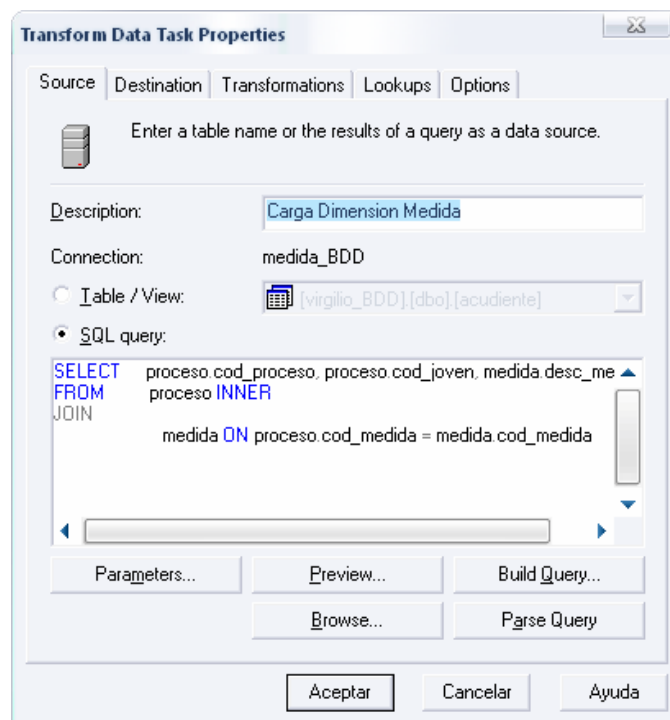 Transform Data Task Properties
Source Destination Transformations Lookups Options
Enter a table name or the results of a query as a data source.
Description: Carga Dimension Medida
Connection: medida_BDD
Table / View: [virgilio_BDD].[dbo].[acudiente]
SQL query:
SELECT proceso.cod_proceso, proceso.cod_joven, medida.desc_me
FROM proceso INNER
JOIN
medida ON proceso.cod_medida = medida.cod_medida
Parameters... Preview... Build Query...
Browse... Parse Query
Aceptar Cancelar Ayuda